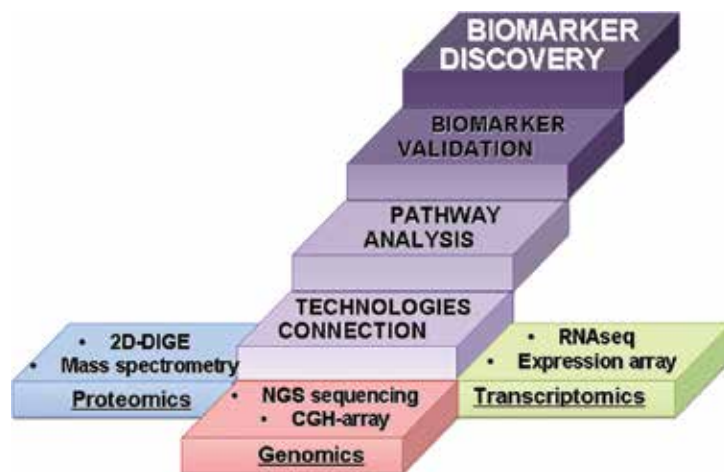 BIOMARKER
DISCOVERY
BIOMARKER
VALIDATION
PATHWAY
ANALYSIS
TECHNOLOGIES
CONNECTION
• 2D-DIGE
• Mass spectrometry
Proteomics
• NGS sequencing
• CGH-array
Genomics
• RNAseq
• Expression array
Transcriptomics